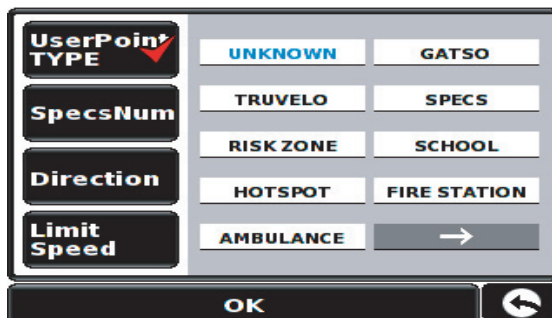 UserPoint
TYPE
UNKNOWN
GATSO
SpecsNum
TRUVELO
SPECS
RISK ZONE
SCHOOL
Direction
HOTSPOT
FIRE STATION
Limit
Speed
AMBULANCE
OK